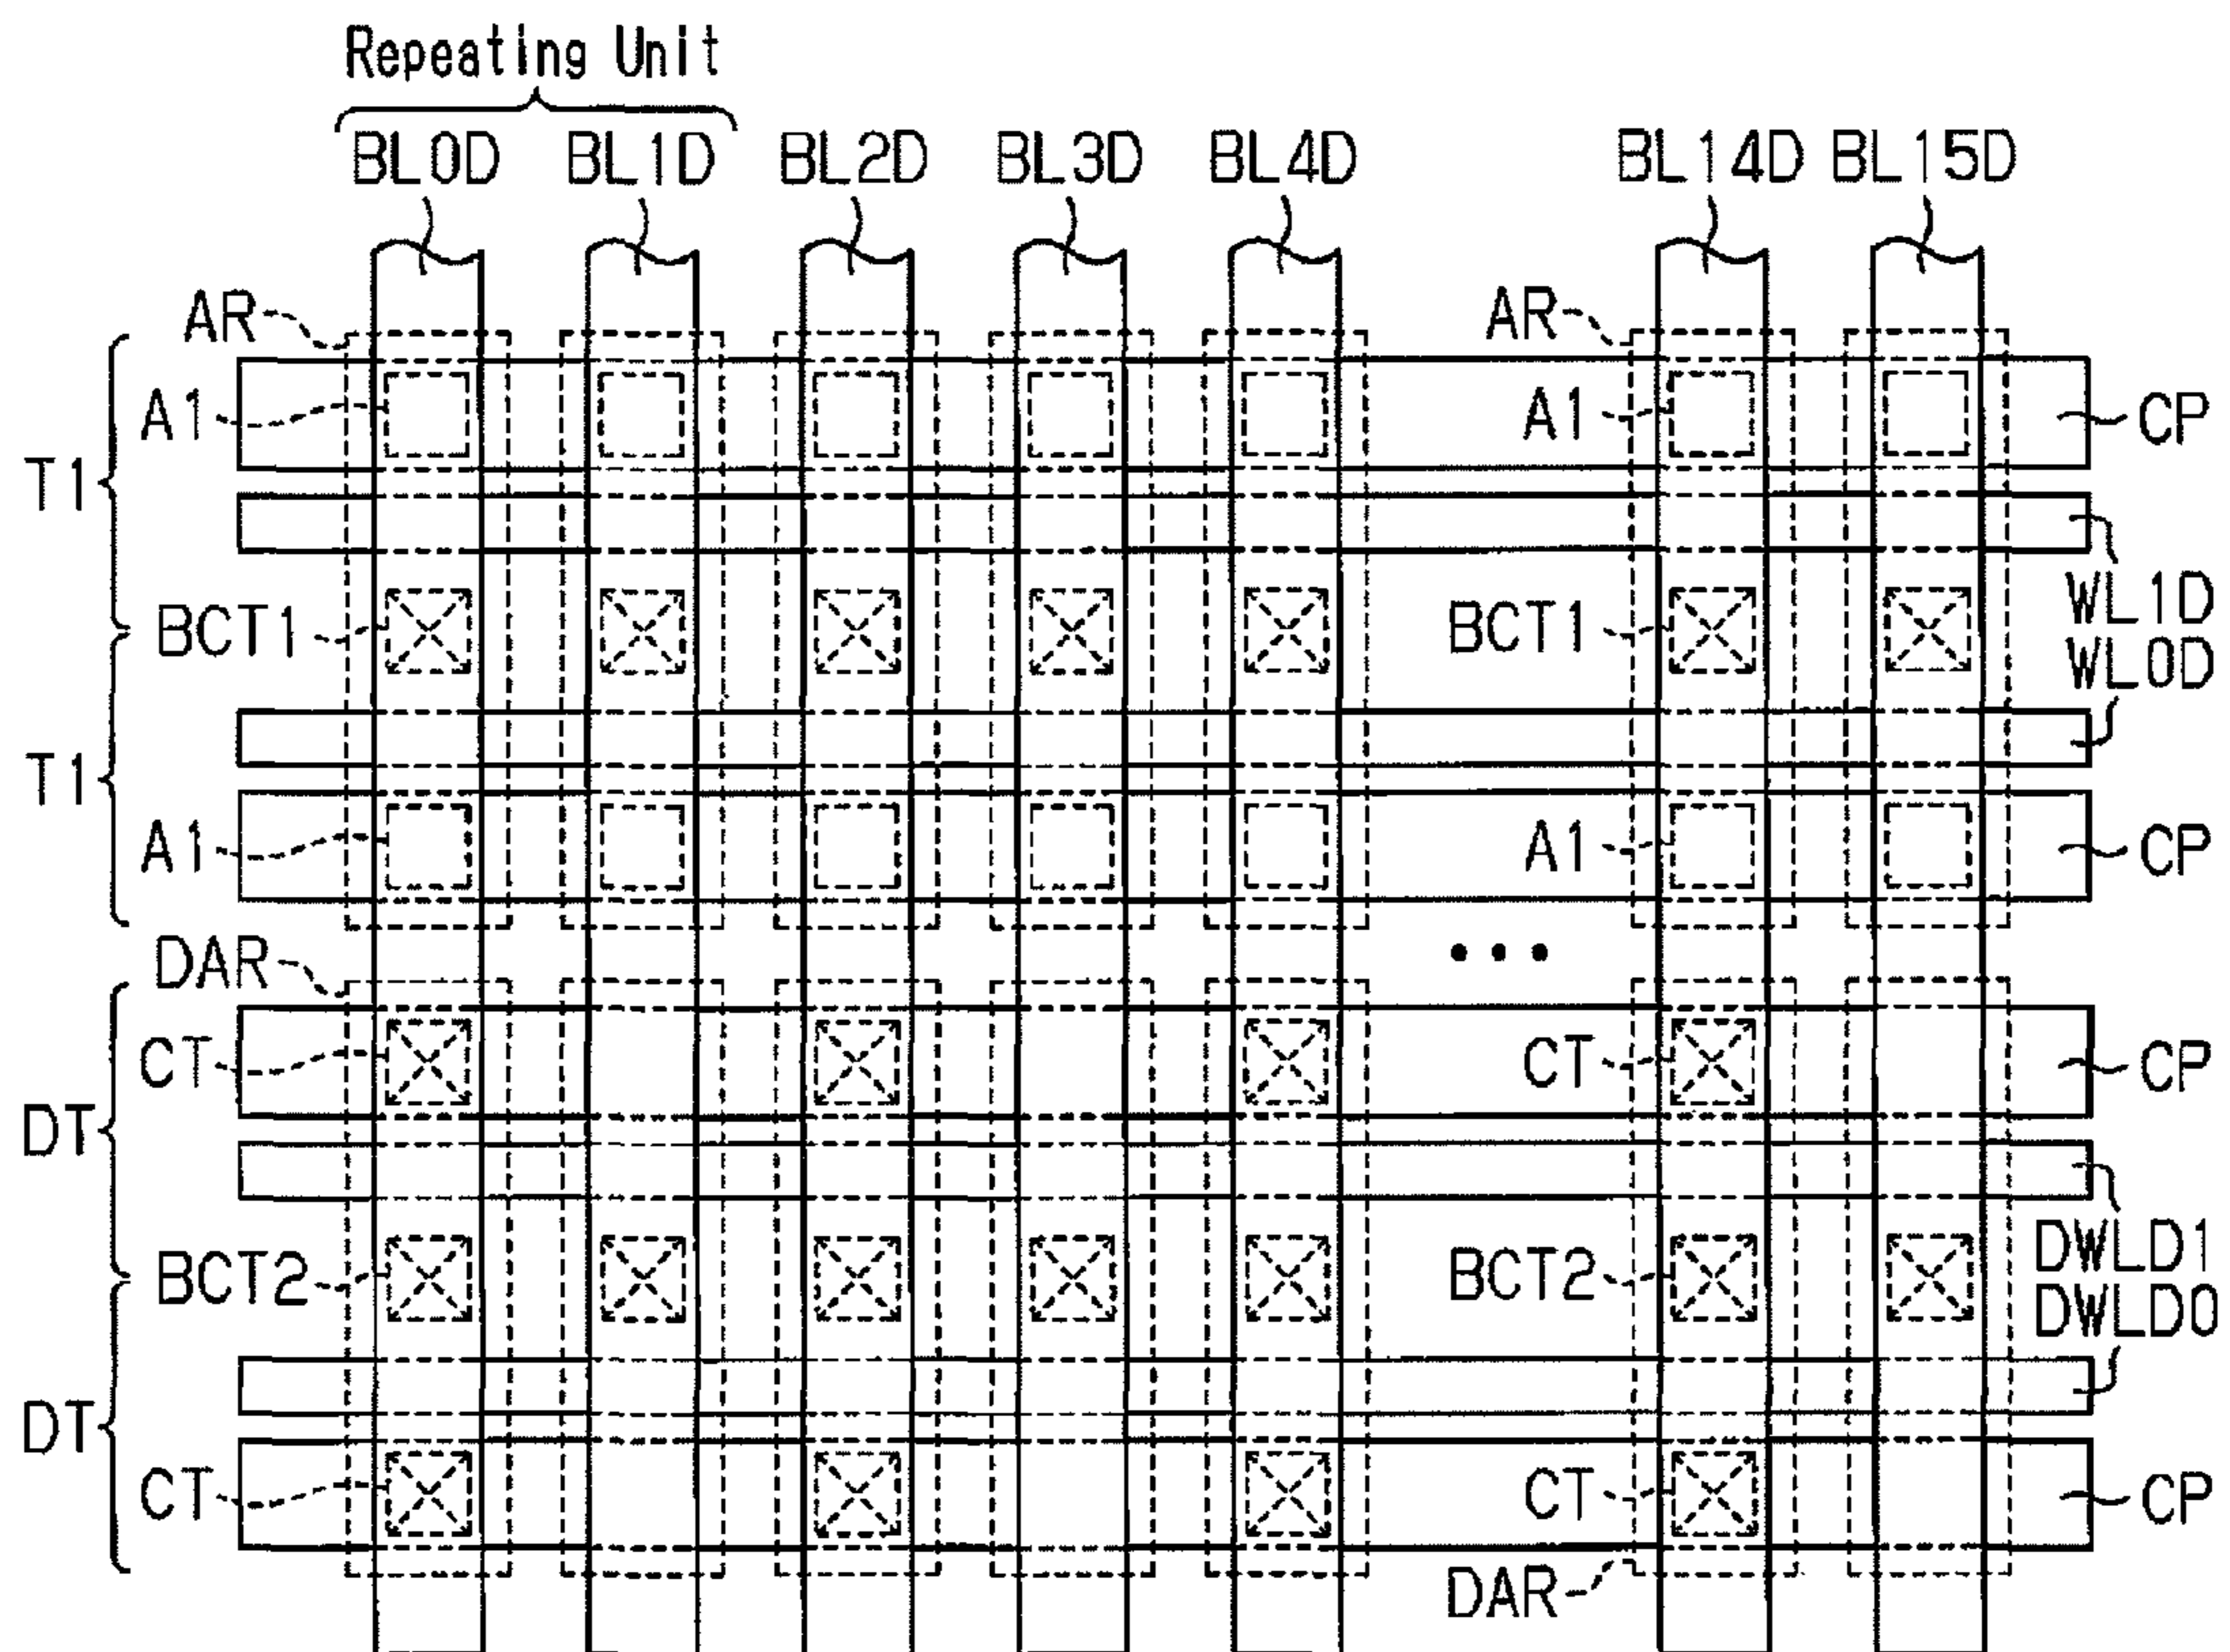 Repeating Unit
BL0D BL1D BL2D BL3D BL4D BL14D BL15D
AR AR
A1 A1 CP
T1
WL1D
BCT1 BCT1
WL0D
T1
A1 A1 CP
DAR
...
CT CT CP
DT
DWLD1
BCT2 BCT2
DWLD0
DT
CT CT CP
DAR